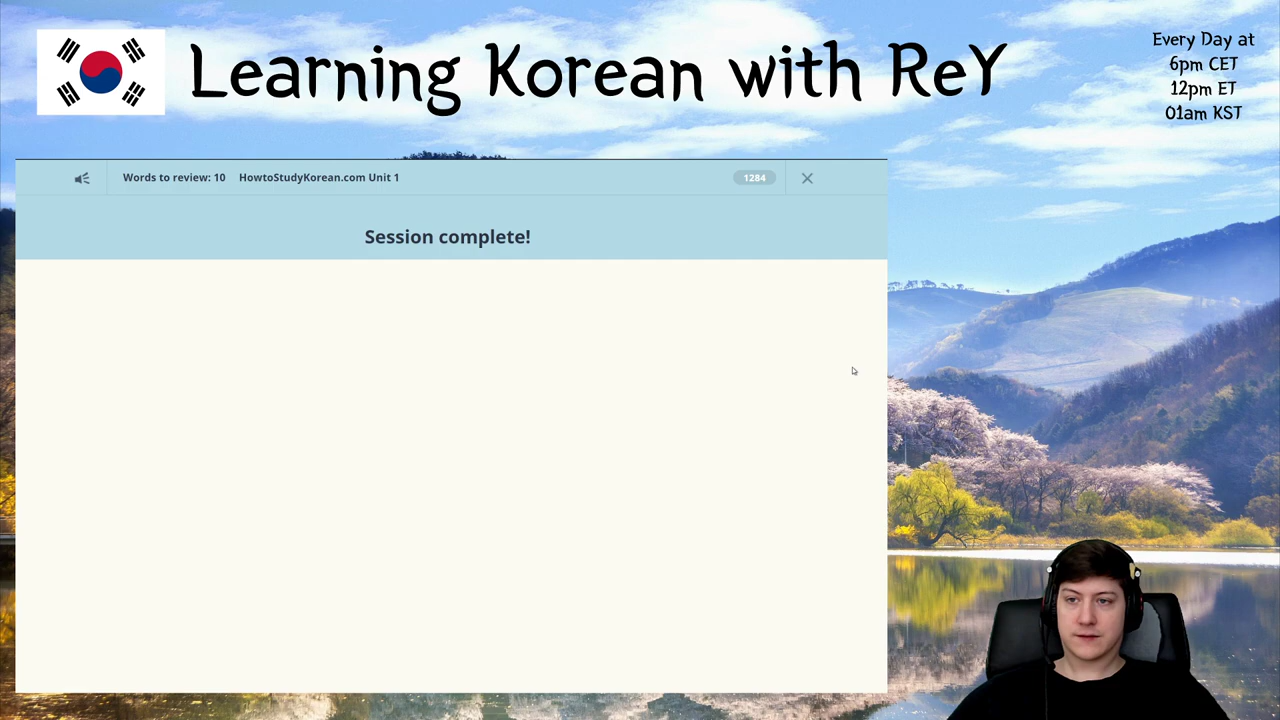 Learning Korean with ReY
Every Day at
6pm CET
12pm ET
01am KST
Words to review: 10 HowtoStudyKorean.com Unit 1 1284
Session complete!